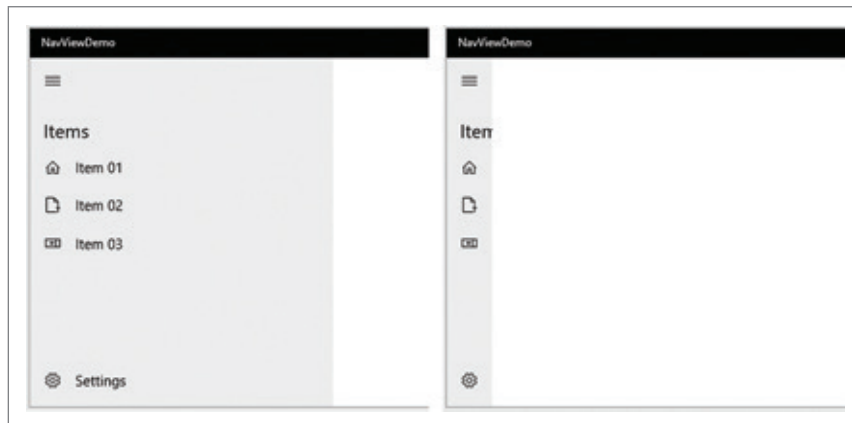 NavViewDemo
Items
Item 01
Item 02
Item 03
Settings
NavViewDemo
Item